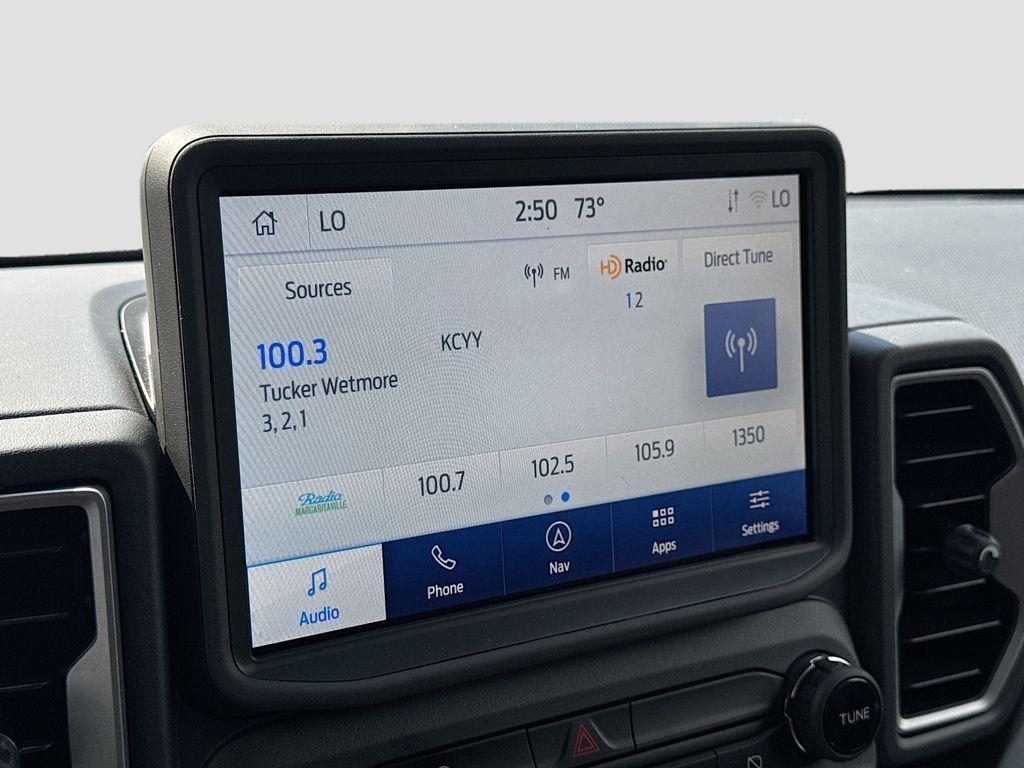 LO 2:50 73° LO
Sources FM HD Radio Direct Tune
1 2
100.3 KCYY
Tucker Wetmore
3, 2, 1
Radio MARGARITAVILLE 100.7 102.5 105.9 1350
Audio Phone Nav Apps Settings
TUNE